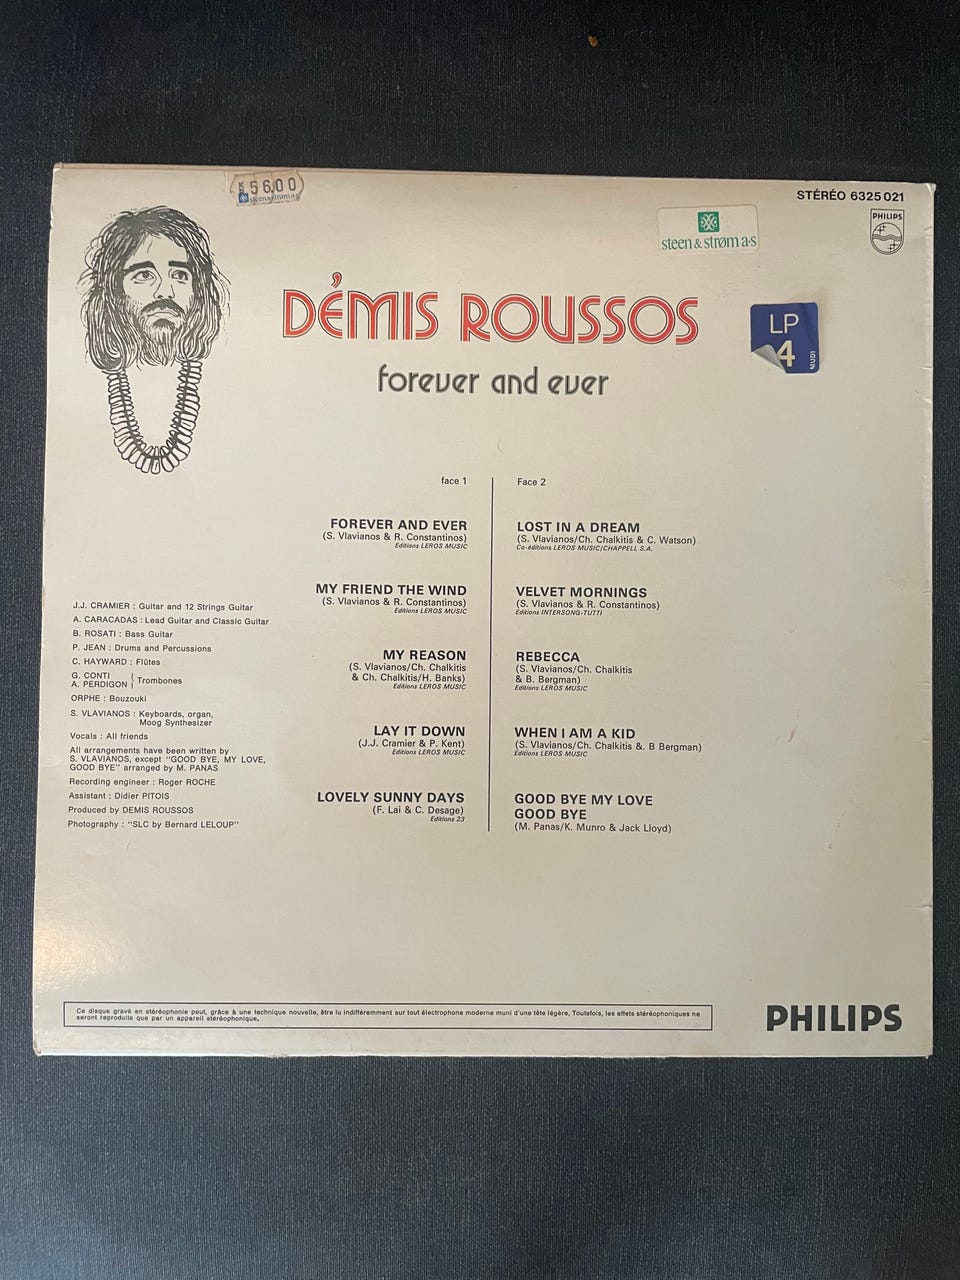 56.00
steen & strøm a·s
STÉRÉO 6325 021
PHILIPS
steen & strøm a·s
LP
4
MUDI
DÉMIS ROUSSOS
forever and ever
face 1
FOREVER AND EVER
(S. Vlavianos & R. Constantinos)
Editions LEROS MUSIC
MY FRIEND THE WIND
(S. Vlavianos & R. Constantinos)
Editions LEROS MUSIC
MY REASON
(S. Vlavianos/Ch. Chalkitis
& Ch. Chalkitis/H. Banks)
Editions LEROS MUSIC
LAY IT DOWN
(J.J. Cramier & P. Kent)
Editions LEROS MUSIC
LOVELY SUNNY DAYS
(F. Lai & C. Desage)
Editions 23
Face 2
LOST IN A DREAM
(S. Vlavianos/Ch. Chalkitis & C. Watson)
Co-éditions LEROS MUSIC/CHAPPELL S.A.
VELVET MORNINGS
(S. Vlavianos & R. Constantinos)
Editions INTERSONG-TUTTI
REBECCA
(S. Vlavianos/Ch. Chalkitis
& B. Bergman)
Editions LEROS MUSIC
WHEN I AM A KID
(S. Vlavianos/Ch. Chalkitis &. B Bergman)
Editions LEROS MUSIC
GOOD BYE MY LOVE
GOOD BYE
(M. Panas/K. Munro & Jack Lloyd)
J.J. CRAMIER : Guitar and 12 Strings Guitar
A. CARACADAS : Lead Guitar and Classic Guitar
B. ROSATI : Bass Guitar
P. JEAN : Drums and Percussions
C. HAYWARD : Flûtes
G. CONTI
A. PERDIGON Trombones
ORPHE : Bouzouki
S. VLAVIANOS : Keyboards, organ,
Moog Synthesizer
Vocals : All friends
All arrangements have been written by
S. VLAVIANOS, except "GOOD BYE, MY LOVE,
GOOD BYE" arranged by M. PANAS
Recording engineer : Roger ROCHE
Assistant : Didier PITOIS
Produced by DEMIS ROUSSOS
Photography : "SLC by Bernard LELOUP"
Ce disque gravé en stéréophonie peut, grâce à une technique nouvelle, être lu indifféremment sur tout électrophone moderne muni d'une tête légère, Toutefois, les effets stéréophoniques ne
seront reproduits que par un appareil stéréophonique.
PHILIPS